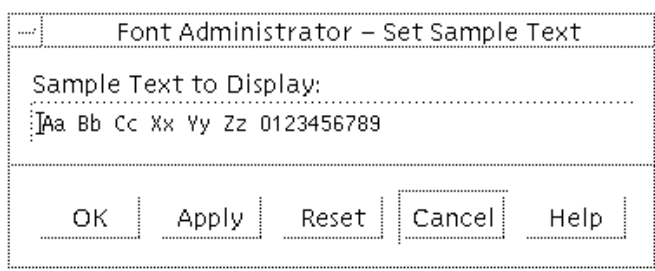 Font Administrator – Set Sample Text
Sample Text to Display:
Aa Bb Cc Xx Yy Zz 0123456789
OK Apply Reset Cancel Help